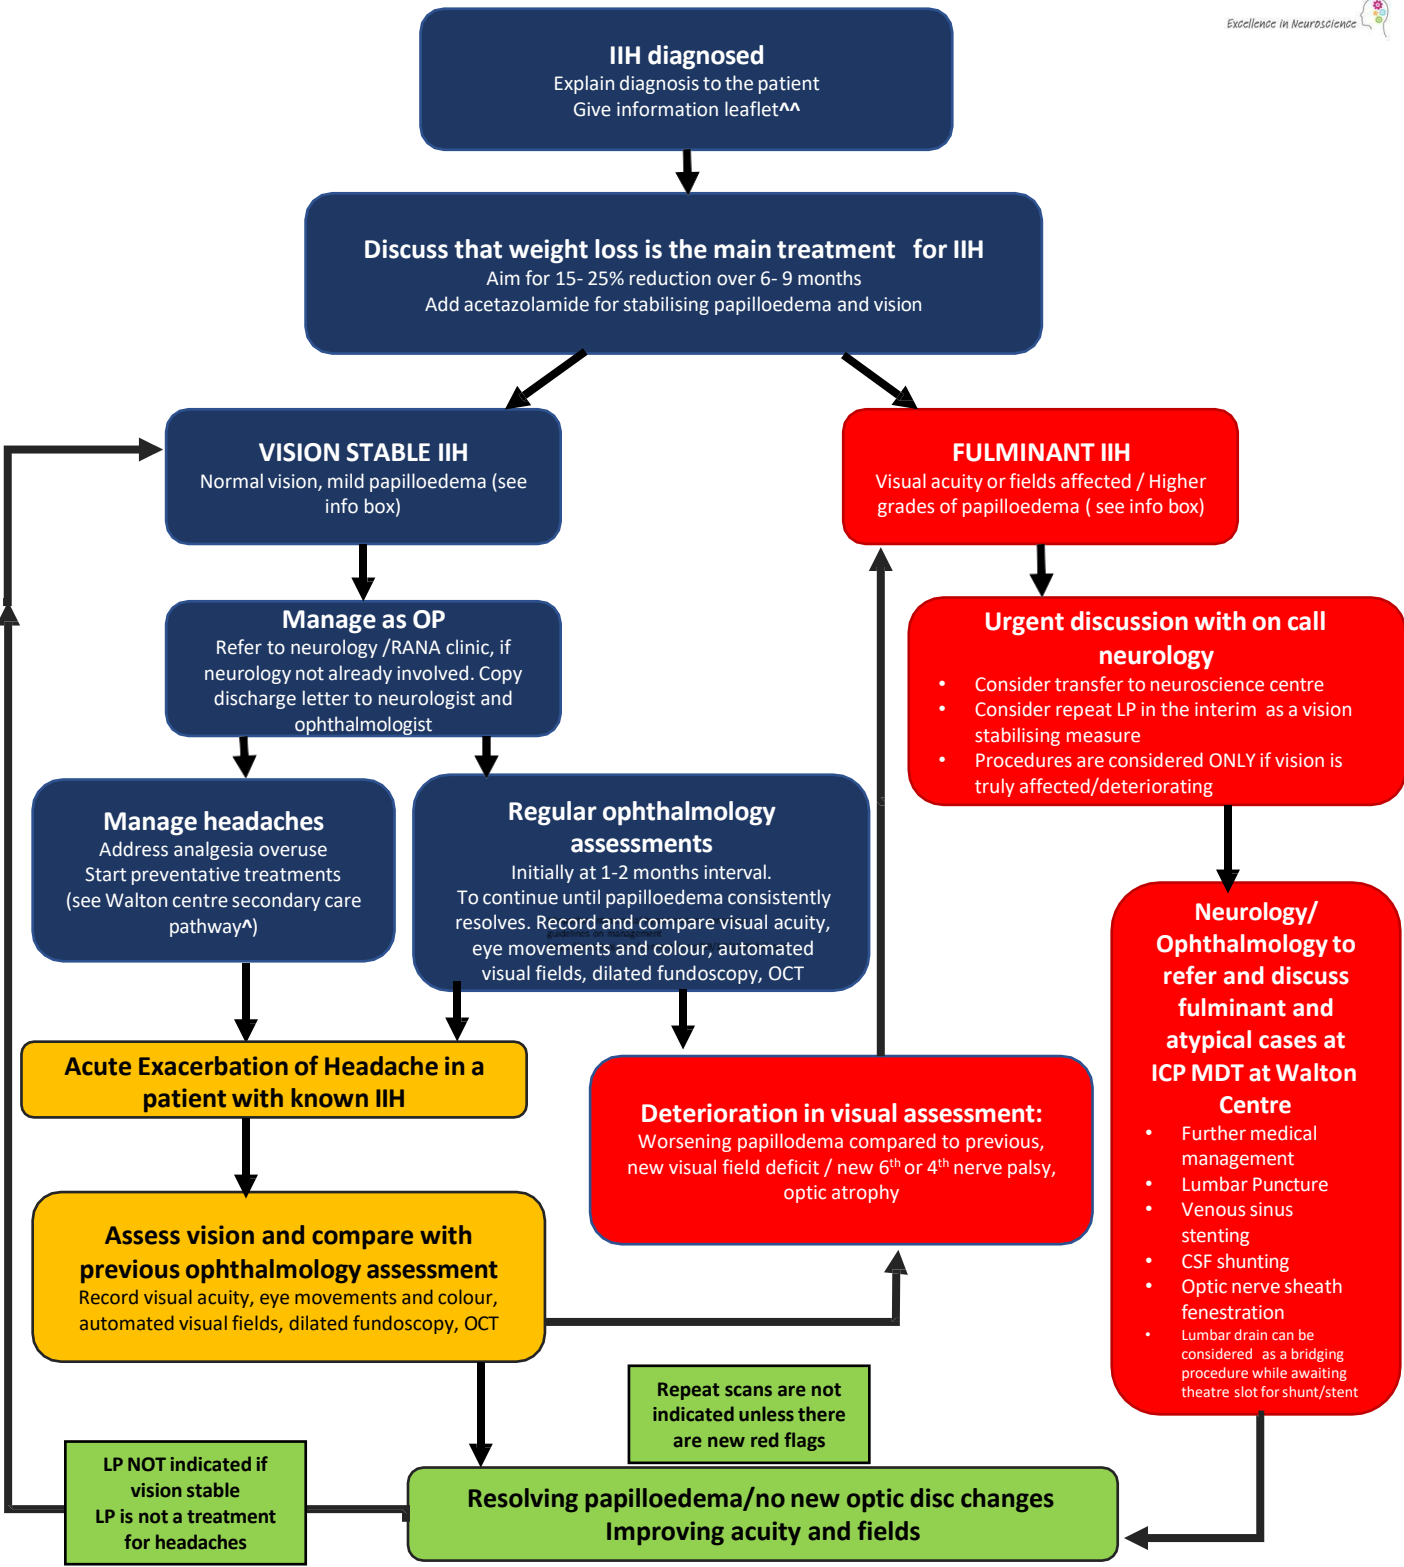 Excellence in Neuroscience
IIH diagnosed
Explain diagnosis to the patient
Give information leaflet^^
Discuss that weight loss is the main treatment for IIH
Aim for 15- 25% reduction over 6- 9 months
Add acetazolamide for stabilising papilloedema and vision
VISION STABLE IIH
Normal vision, mild papilloedema (see
info box)
FULMINANT IIH
Visual acuity or fields affected / Higher
grades of papilloedema ( see info box)
Manage as OP
Refer to neurology /RANA clinic, if
neurology not already involved. Copy
discharge letter to neurologist and
ophthalmologist
Urgent discussion with on call
neurology
• Consider transfer to neuroscience centre
• Consider repeat LP in the interim as a vision
stabilising measure
• Procedures are considered ONLY if vision is
truly affected/deteriorating
Manage headaches
Address analgesia overuse
Start preventative treatments
(see Walton centre secondary care
pathway^)
Regular ophthalmology
assessments
Initially at 1-2 months interval.
To continue until papilloedema consistently
resolves. Record and compare visual acuity,
guidelines on management
eye movements and colour, automated
visual fields, dilated fundoscopy, OCT
Neurology/
Ophthalmology to
refer and discuss
fulminant and
atypical cases at
ICP MDT at Walton
Centre
• Further medical
management
• Lumbar Puncture
• Venous sinus
stenting
• CSF shunting
• Optic nerve sheath
fenestration
• Lumbar drain can be
considered as a bridging
procedure while awaiting
theatre slot for shunt/stent
Acute Exacerbation of Headache in a
patient with known IIH
Deterioration in visual assessment:
Worsening papillodema compared to previous,
new visual field deficit / new 6th or 4th nerve palsy,
optic atrophy
Assess vision and compare with
previous ophthalmology assessment
Record visual acuity, eye movements and colour,
automated visual fields, dilated fundoscopy, OCT
Repeat scans are not
indicated unless there
are new red flags
LP NOT indicated if
vision stable
LP is not a treatment
for headaches
Resolving papilloedema/no new optic disc changes
Improving acuity and fields